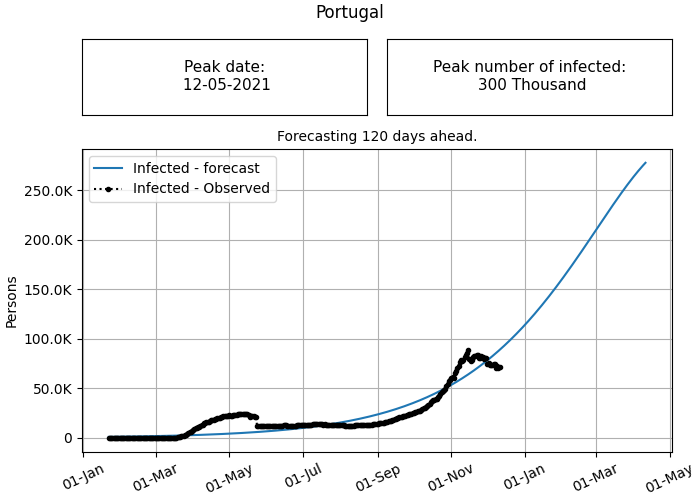 Portugal
Peak date:
12-05-2021
Peak number of infected:
300 Thousand
Forecasting 120 days ahead.
Infected - forecast
Infected - Observed
Persons
250.0K
200.0K
150.0K
100.0K
50.0K
0
01-Jan
01-Mar
01-May
01-Jul
01-Sep
01-Nov
01-Jan
01-Mar
01-May